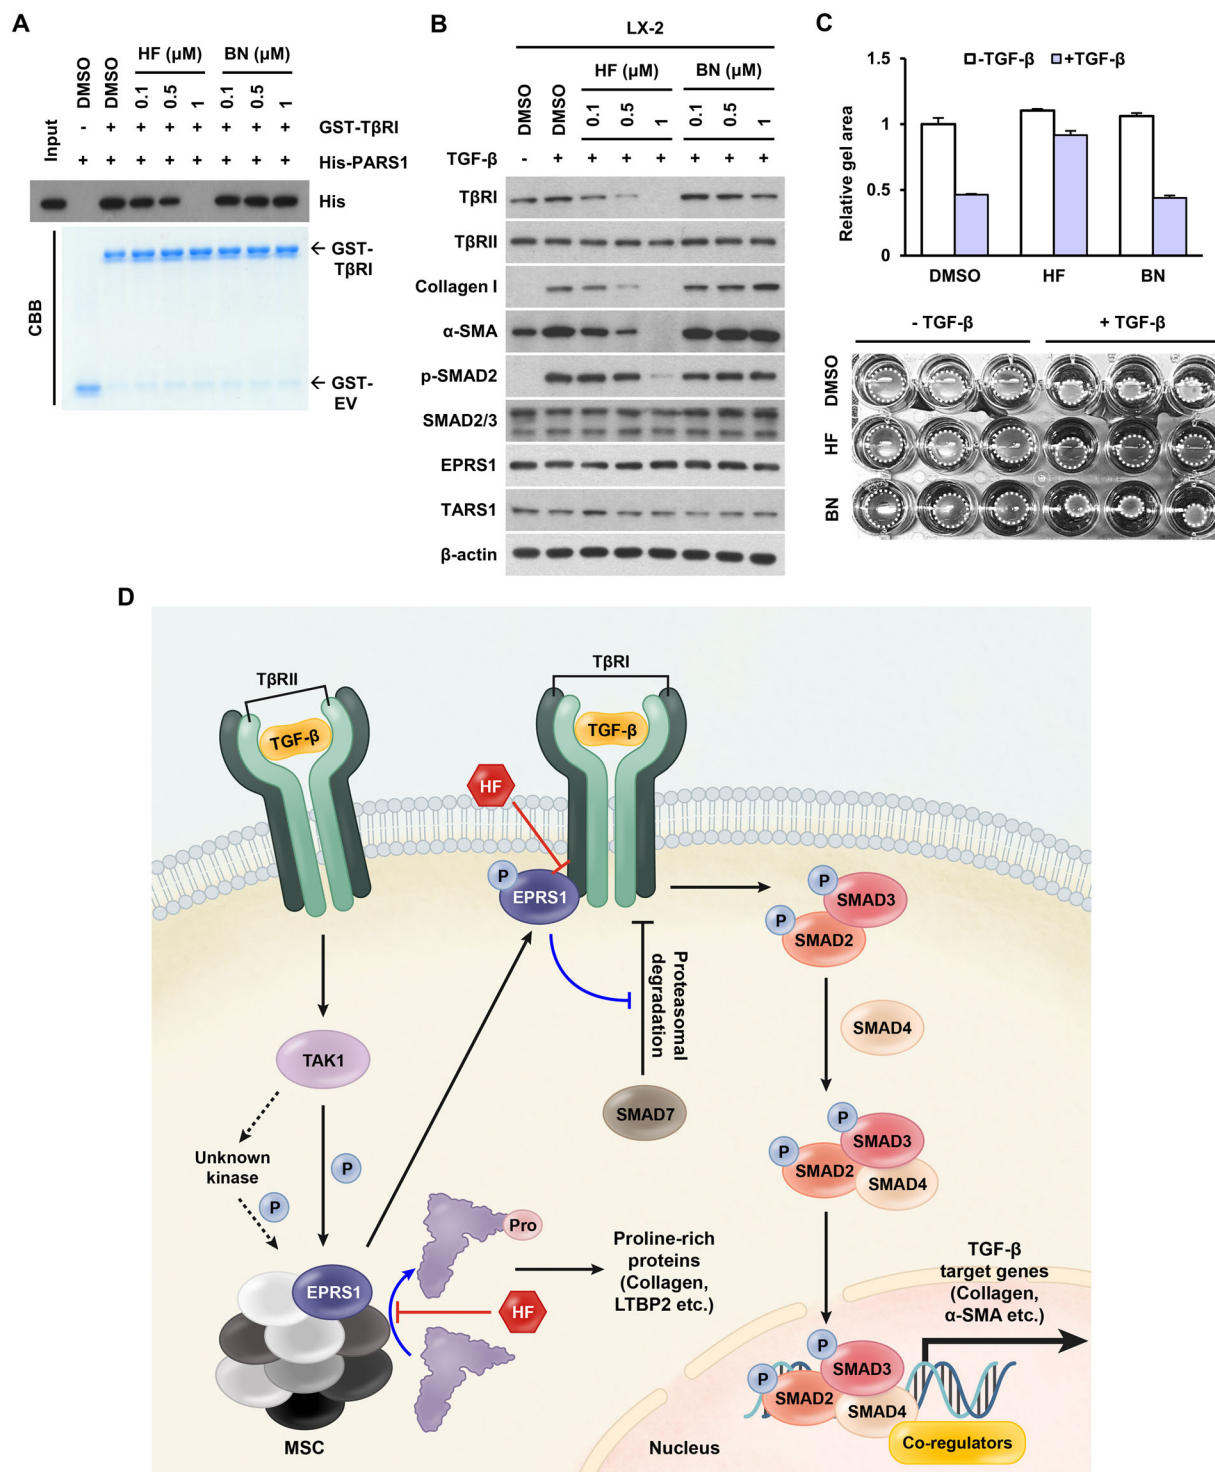 A
HF (μM)
BN (μM)
Input
DMSO
DMSO
0.1
0.5
1
0.1
0.5
1
- + + + + + + + GST-TβRI
+ + + + + + + + His-PARS1
His
CBB
← GST-
TβRI
← GST-
EV
B
LX-2
HF (μM)
BN (μM)
DMSO
DMSO
0.1
0.5
1
0.1
0.5
1
TGF-β - + + + + + + +
TβRI
TβRII
Collagen I
α-SMA
p-SMAD2
SMAD2/3
EPRS1
TARS1
β-actin
C
-TGF-β
+TGF-β
Relative gel area
1.5
1
0.5
0
DMSO
HF
BN
- TGF-β
+ TGF-β
DMSO
HF
BN
D
TβRII
TGF-β
TβRI
TGF-β
HF
P
EPRS1
P
SMAD3
P
SMAD2
Proteasomal
degradation
SMAD4
TAK1
SMAD7
P
SMAD3
P
SMAD2
SMAD4
Unknown
kinase
P
P
Pro
EPRS1
Proline-rich
proteins
(Collagen,
LTBP2 etc.)
HF
MSC
TGF-β
target genes
(Collagen,
α-SMA etc.)
P
SMAD3
P
SMAD2
SMAD4
Co-regulators
Nucleus